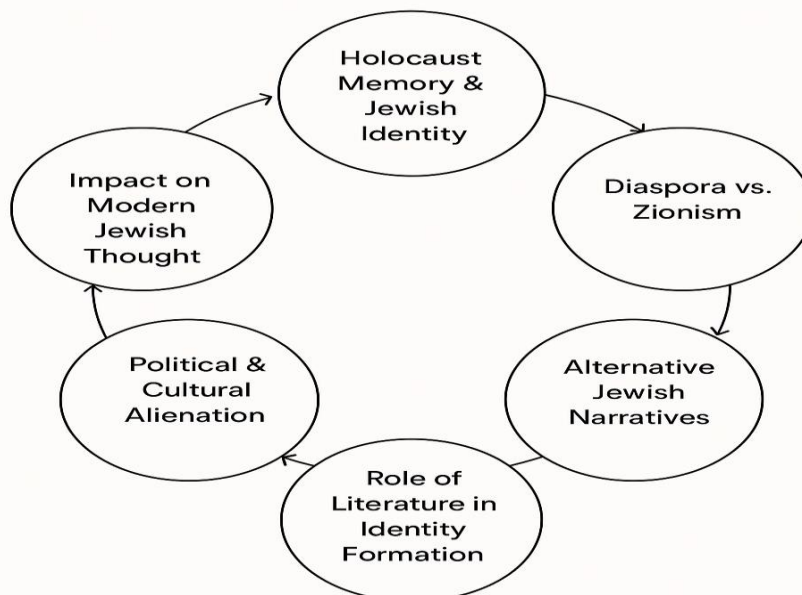 Holocaust
Memory &
Jewish
Identity
Diaspora vs.
Zionism
Alternative
Jewish
Narratives
Role of
Literature in
Identity
Formation
Political &
Cultural
Alienation
Impact on
Modern
Jewish
Thought